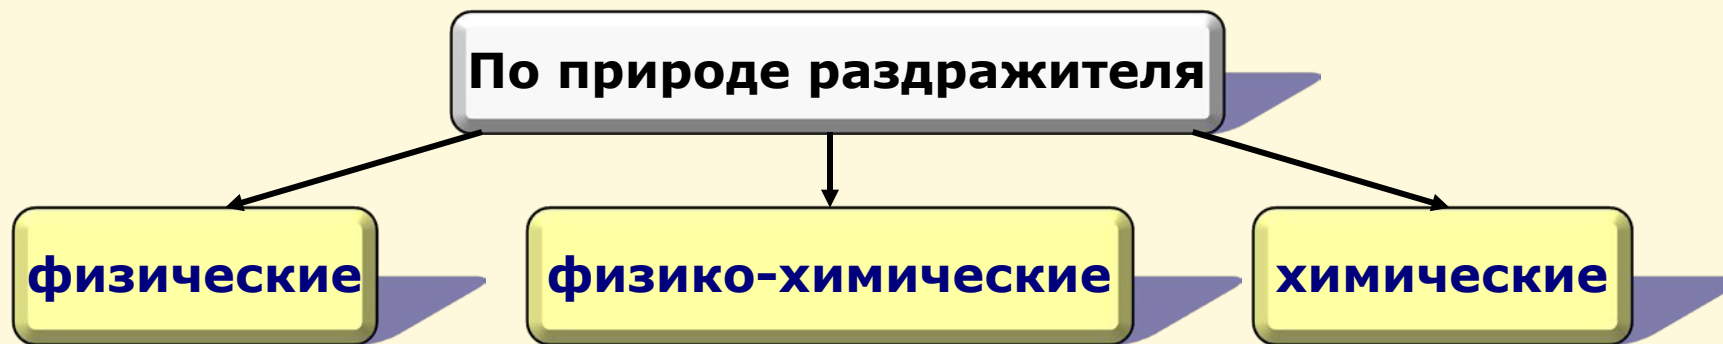 По природе раздражителя
физические
физико-химические
химические